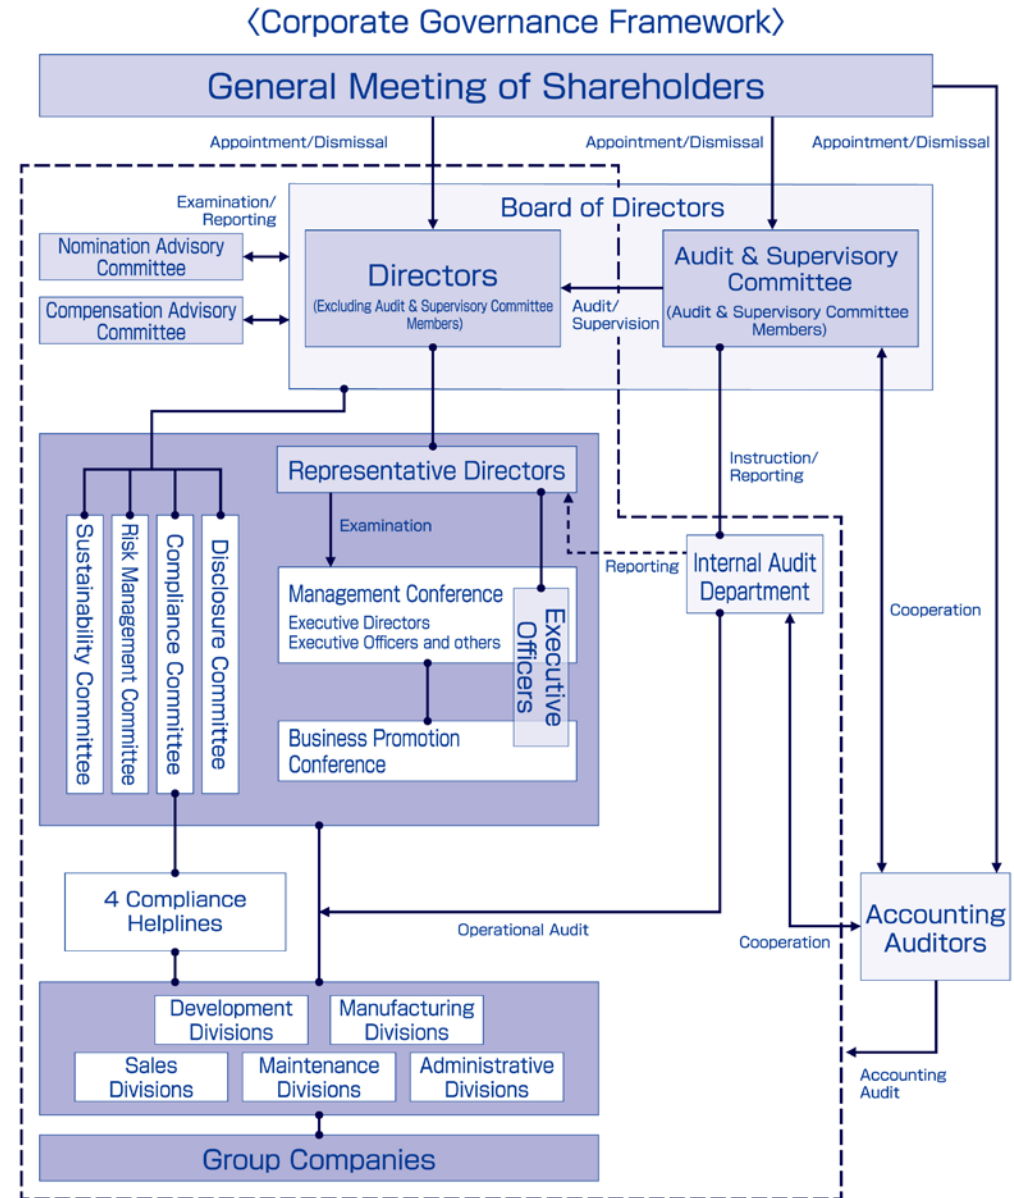 〈Corporate Governance Framework〉
General Meeting of Shareholders
Appointment/Dismissal
Appointment/Dismissal
Appointment/Dismissal
Examination/
Reporting
Board of Directors
Nomination Advisory
Committee
Compensation Advisory
Committee
Directors
(Excluding Audit & Supervisory Committee
Members)
Audit/
Supervision
Audit & Supervisory
Committee
(Audit & Supervisory Committee
Members)
Representative Directors
Instruction/
Reporting
Examination
Reporting
Internal Audit
Department
Sustainability Committee
Risk Management Committee
Compliance Committee
Disclosure Committee
Management Conference
Executive Directors
Executive Officers and others
Executive
Officers
Business Promotion
Conference
Cooperation
4 Compliance
Helplines
Operational Audit
Cooperation
Accounting
Auditors
Development
Divisions
Manufacturing
Divisions
Sales
Divisions
Maintenance
Divisions
Administrative
Divisions
Accounting
Audit
Group Companies